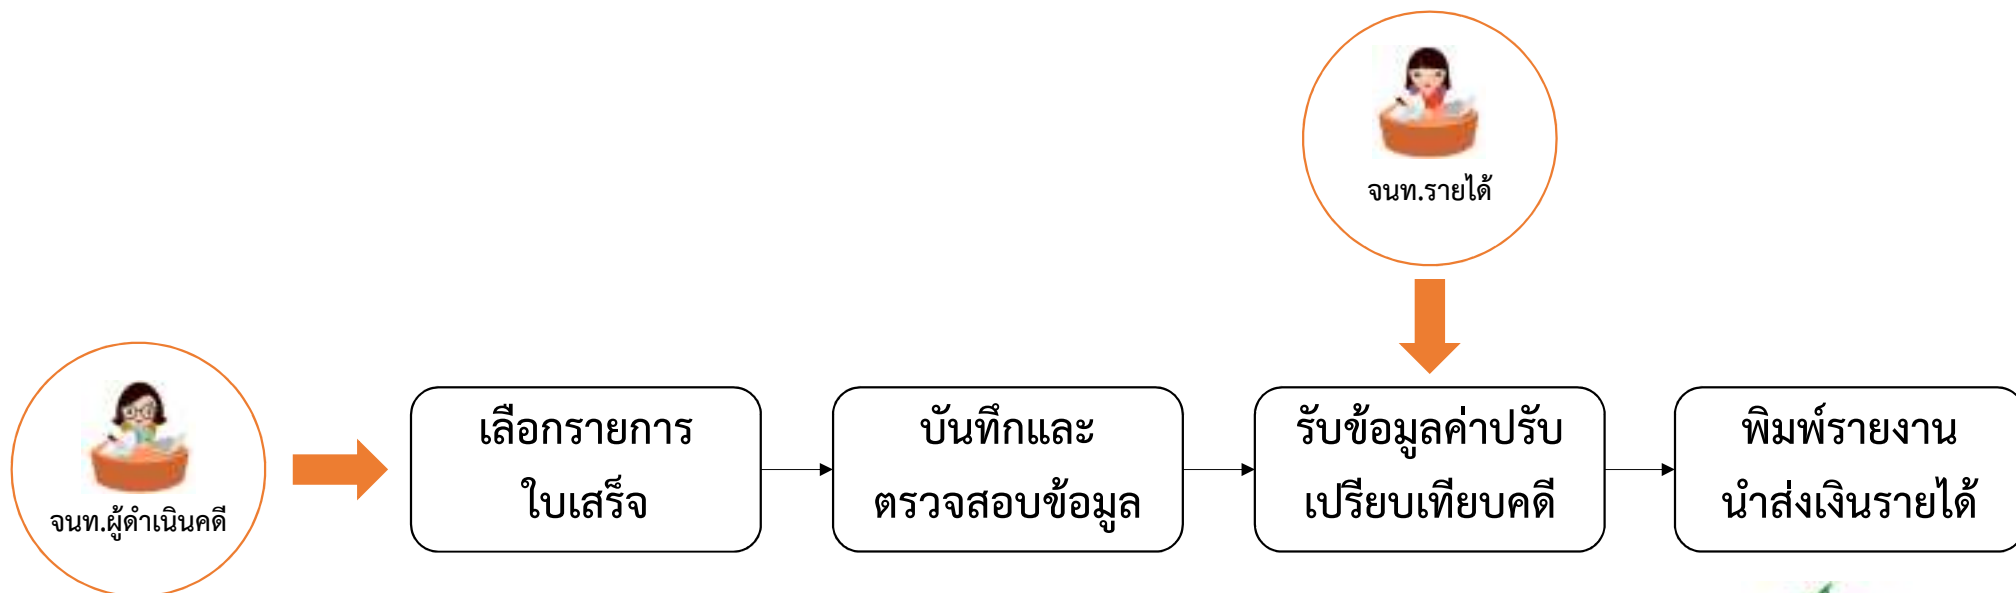 จนท.รายได้
จนท.ผู้ดำเนินคดี
เลือกรายการ
ใบเสร็จ
บันทึกและ
ตรวจสอบข้อมูล
รับข้อมูลค่าปรับ
เปรียบเทียบคดี
พิมพ์รายงาน
นำส่งเงินรายได้